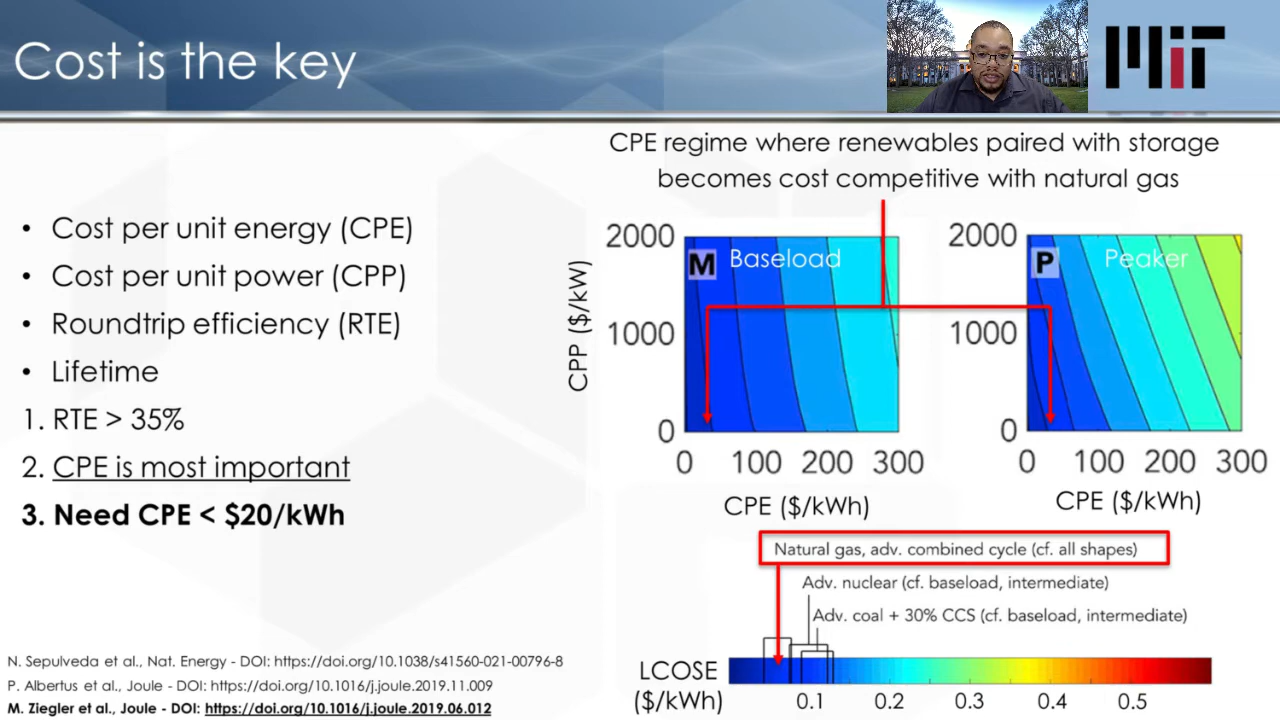 Cost is the key
MIT
CPE regime where renewables paired with storage
becomes cost competitive with natural gas
• Cost per unit energy (CPE)
• Cost per unit power (CPP)
• Roundtrip efficiency (RTE)
• Lifetime
1. RTE > 35%
2. CPE is most important
3. Need CPE < $20/kWh
CPP ($/kW)
2000
1000
0
M Baseload
0 100 200 300
CPE ($/kWh)
2000
1000
0
P Peaker
0 100 200 300
CPE ($/kWh)
Natural gas, adv. combined cycle (cf. all shapes)
Adv. nuclear (cf. baseload, intermediate)
Adv. coal + 30% CCS (cf. baseload, intermediate)
LCOSE
($/kWh)
0.1 0.2 0.3 0.4 0.5
N. Sepulveda et al., Nat. Energy - DOI: https://doi.org/10.1038/s41560-021-00796-8
P. Albertus et al., Joule - DOI: https://doi.org/10.1016/j.joule.2019.11.009
M. Ziegler et al., Joule - DOI: https://doi.org/10.1016/j.joule.2019.06.012